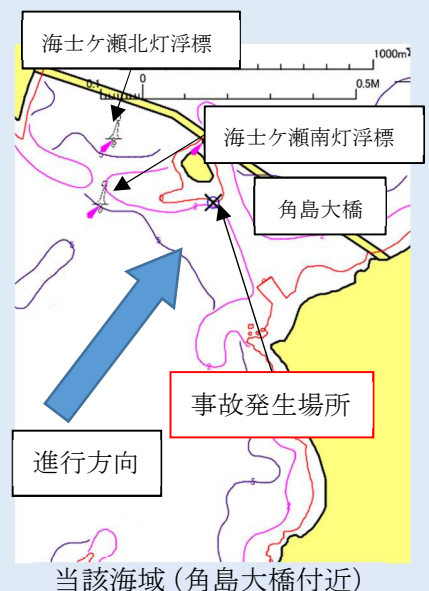 海士ケ瀬北灯浮標
1000m
0.1
0
0.5M
海士ケ瀬南灯浮標
角島大橋
事故発生場所
進行方向
当該海域(角島大橋付近)